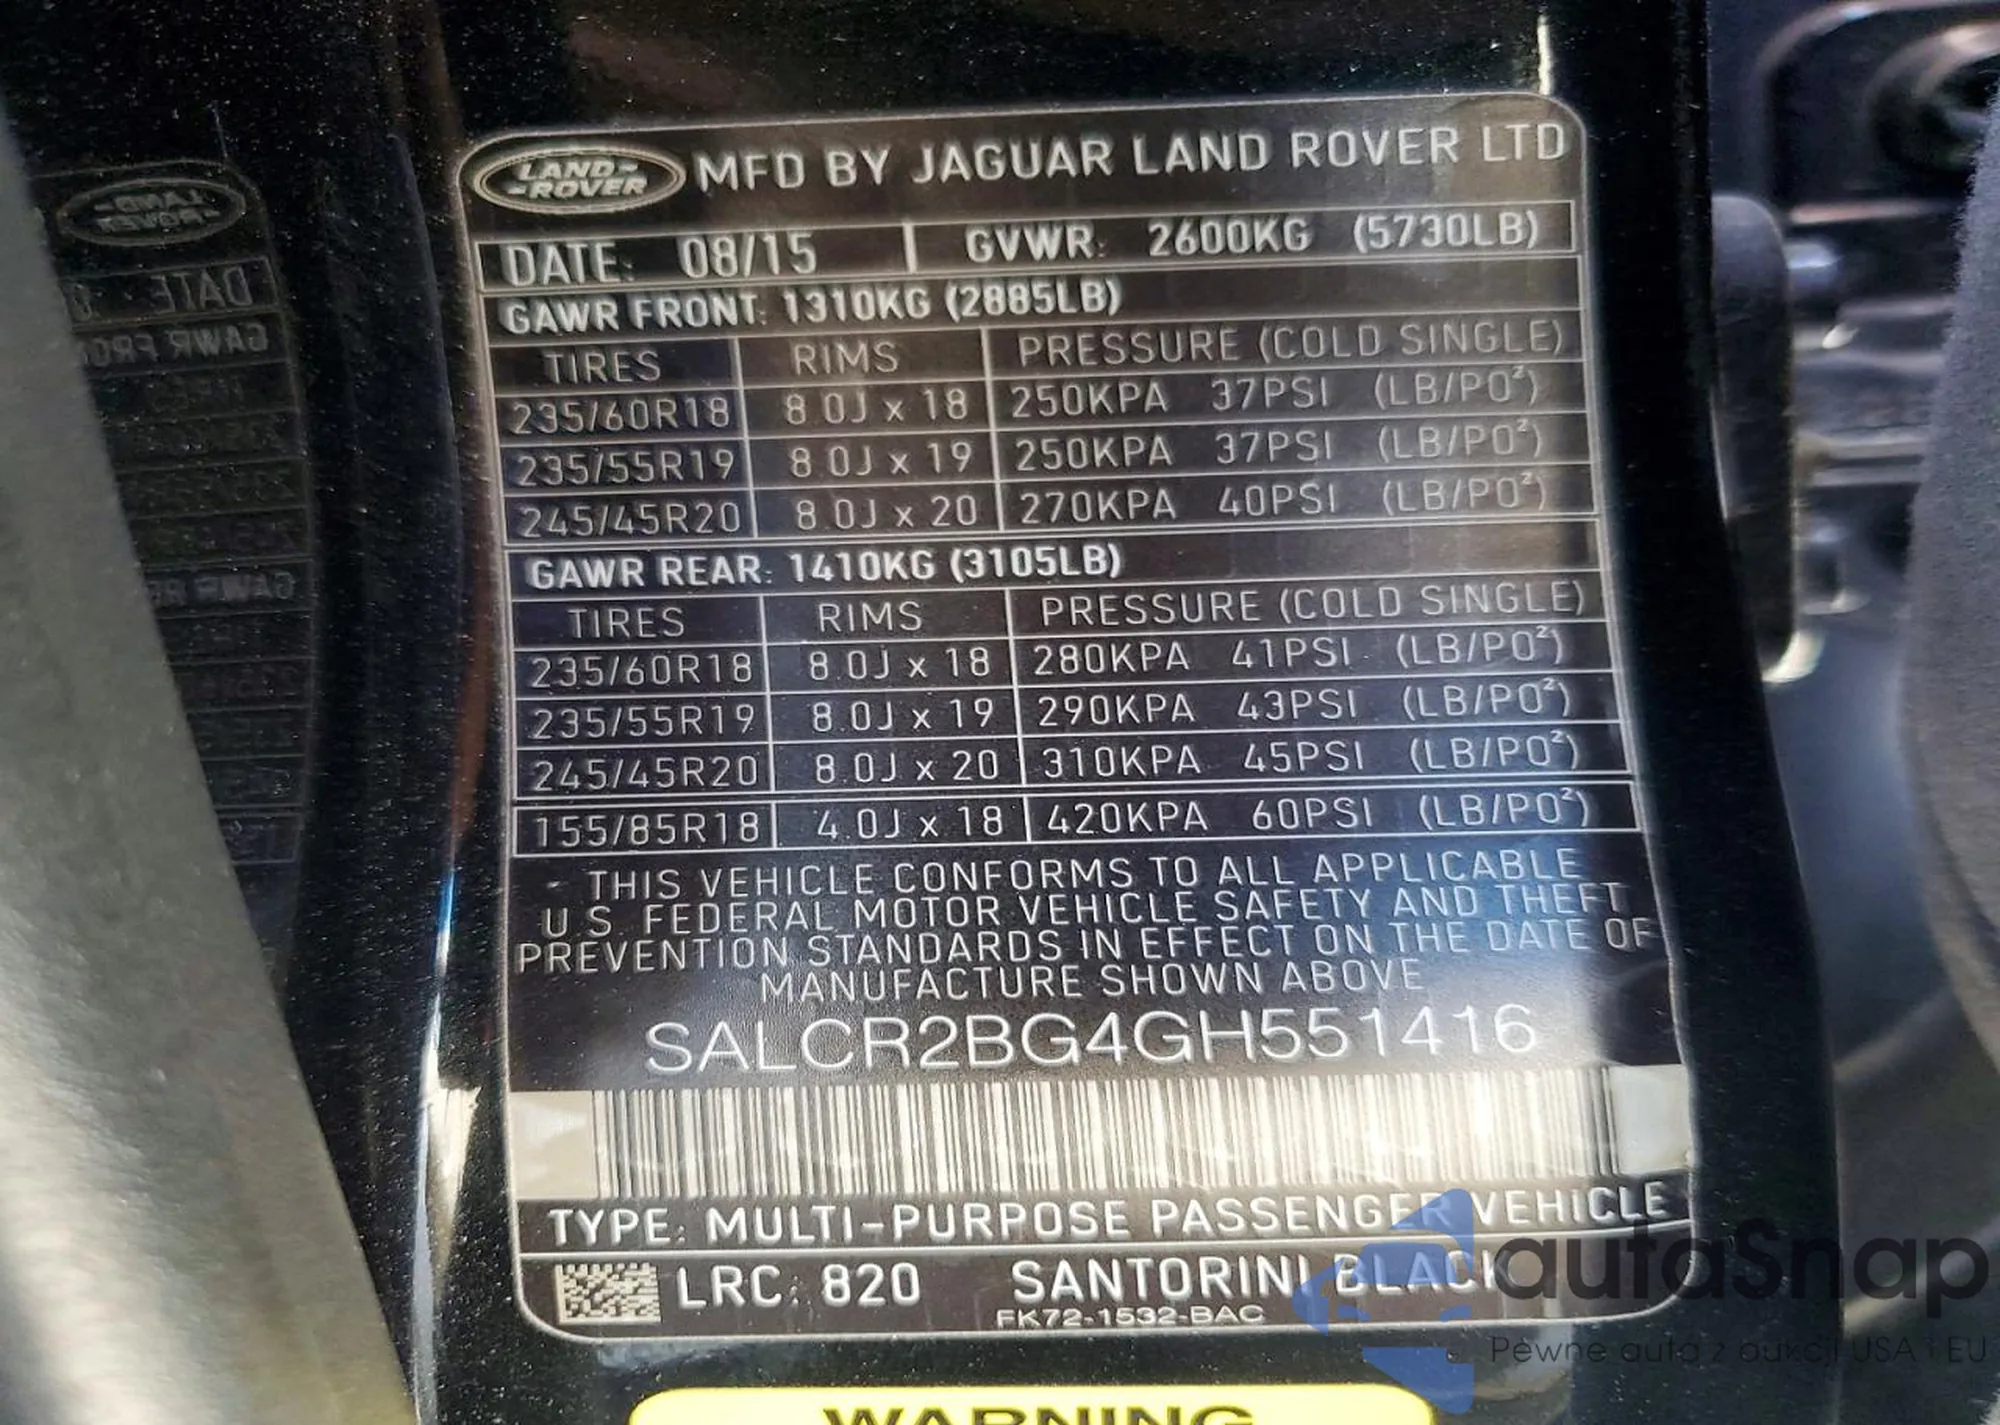 LAND-
-ROVER
MFD BY JAGUAR LAND ROVER LTD
DATE: 08/15 | GVWR: 2600KG (5730LB)
GAWR FRONT: 1310KG (2885LB)
TIRES RIMS PRESSURE (COLD SINGLE)
235/60R18 8.0J x 18 250KPA 37PSI (LB/PO²)
235/55R19 8.0J x 19 250KPA 37PSI (LB/PO²)
245/45R20 8.0J x 20 270KPA 40PSI (LB/PO²)
GAWR REAR: 1410KG (3105LB)
TIRES RIMS PRESSURE (COLD SINGLE)
235/60R18 8.0J x 18 280KPA 41PSI (LB/PO²)
235/55R19 8.0J x 19 290KPA 43PSI (LB/PO²)
245/45R20 8.0J x 20 310KPA 45PSI (LB/PO²)
155/85R18 4.0J x 18 420KPA 60PSI (LB/PO²)
THIS VEHICLE CONFORMS TO ALL APPLICABLE
U.S. FEDERAL MOTOR VEHICLE SAFETY AND THEFT
PREVENTION STANDARDS IN EFFECT ON THE DATE OF
MANUFACTURE SHOWN ABOVE
SALCR2BG4GH551416
TYPE: MULTI-PURPOSE PASSENGER VEHICLE
LRC: 820 SANTORINI BLACK
FK72-1532-BAC
autaSnap
Pewne auta z aukcji USA i EU
WARNING